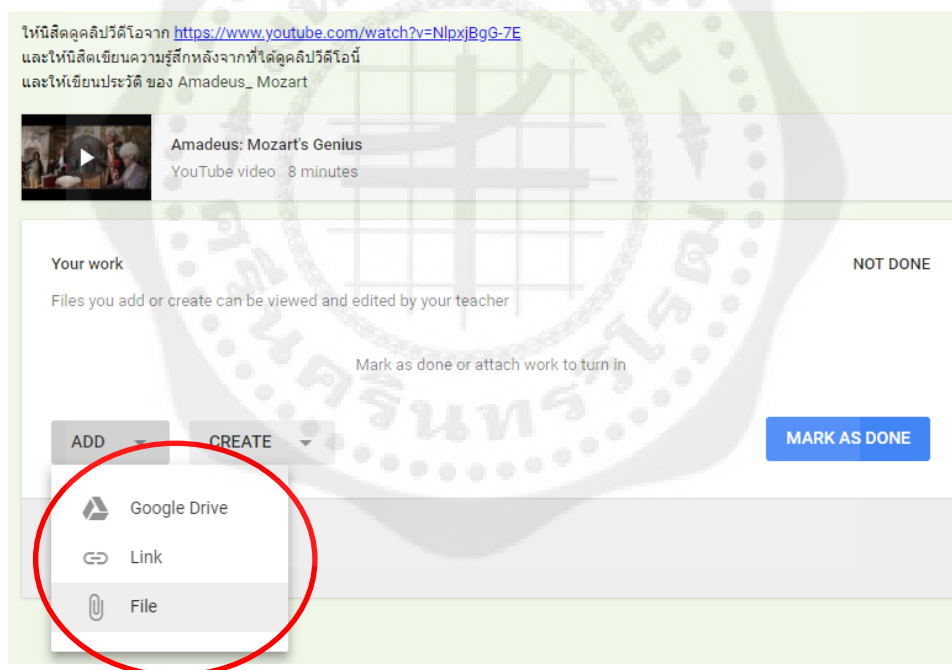 ให้นิสิตดูคลิปวีดีโอจาก https://www.youtube.com/watch?v=NlpxjBgG-7E
และให้นิสิตเขียนความรู้สึกหลังจากที่ได้ดูคลิปวีดีโอนี้
และให้เขียนประวัติ ของ Amadeus_ Mozart
Amadeus: Mozart's Genius
YouTube video 8 minutes
Your work
NOT DONE
Files you add or create can be viewed and edited by your teacher
Mark as done or attach work to turn in
ADD
CREATE
MARK AS DONE
Google Drive
Link
File